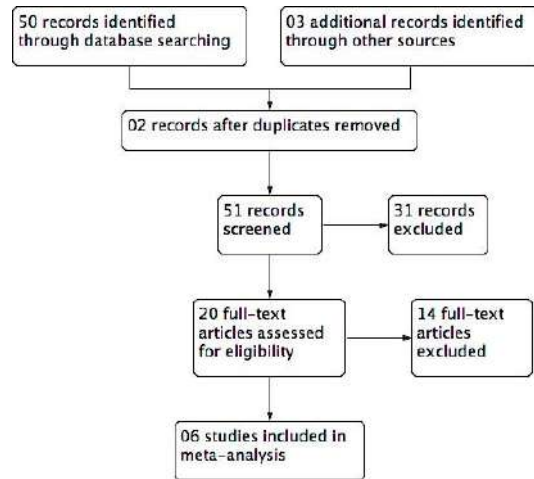 50 records identified
through database searching
03 additional records identified
through other sources
02 records after duplicates removed
51 records
screened
31 records
excluded
20 full-text
articles assessed
for eligibility
14 full-text
articles
excluded
06 studies included in
meta-analysis